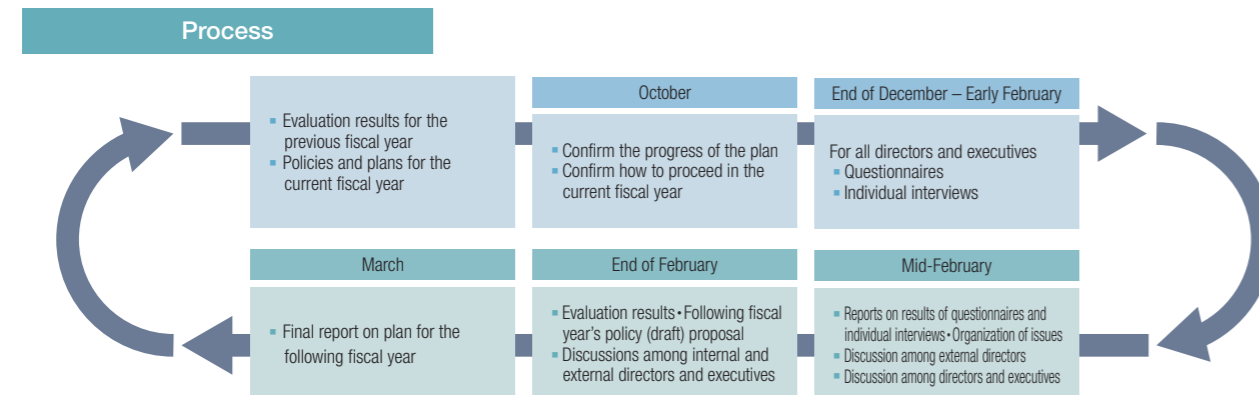 Process
▪ Evaluation results for the
previous fiscal year
▪ Policies and plans for the
current fiscal year
October
▪ Confirm the progress of the plan
▪ Confirm how to proceed in the
current fiscal year
End of December – Early February
For all directors and executives
▪ Questionnaires
▪ Individual interviews
Mid-February
▪ Reports on results of questionnaires and
individual interviews・Organization of issues
▪ Discussion among external directors
▪ Discussion among directors and executives
End of February
▪ Evaluation results・Following fiscal
year's policy (draft) proposal
▪ Discussions among internal and
external directors and executives
March
▪ Final report on plan for the
following fiscal year